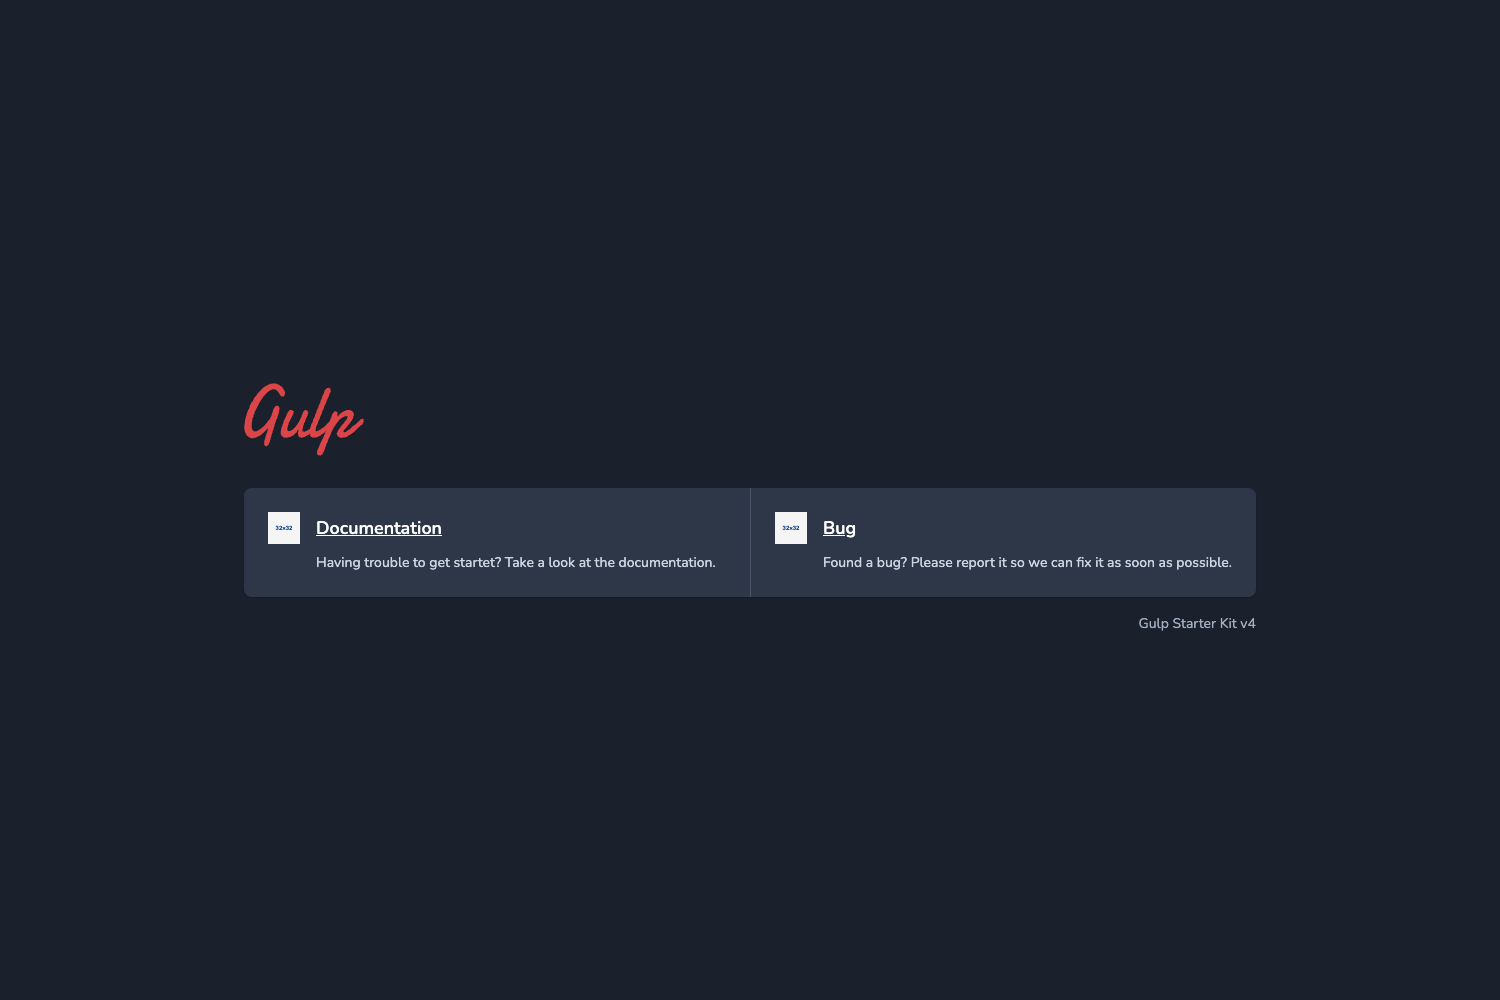 Gulp
32x32
Documentation
Having trouble to get startet? Take a look at the documentation.
32x32
Bug
Found a bug? Please report it so we can fix it as soon as possible.
Gulp Starter Kit v4